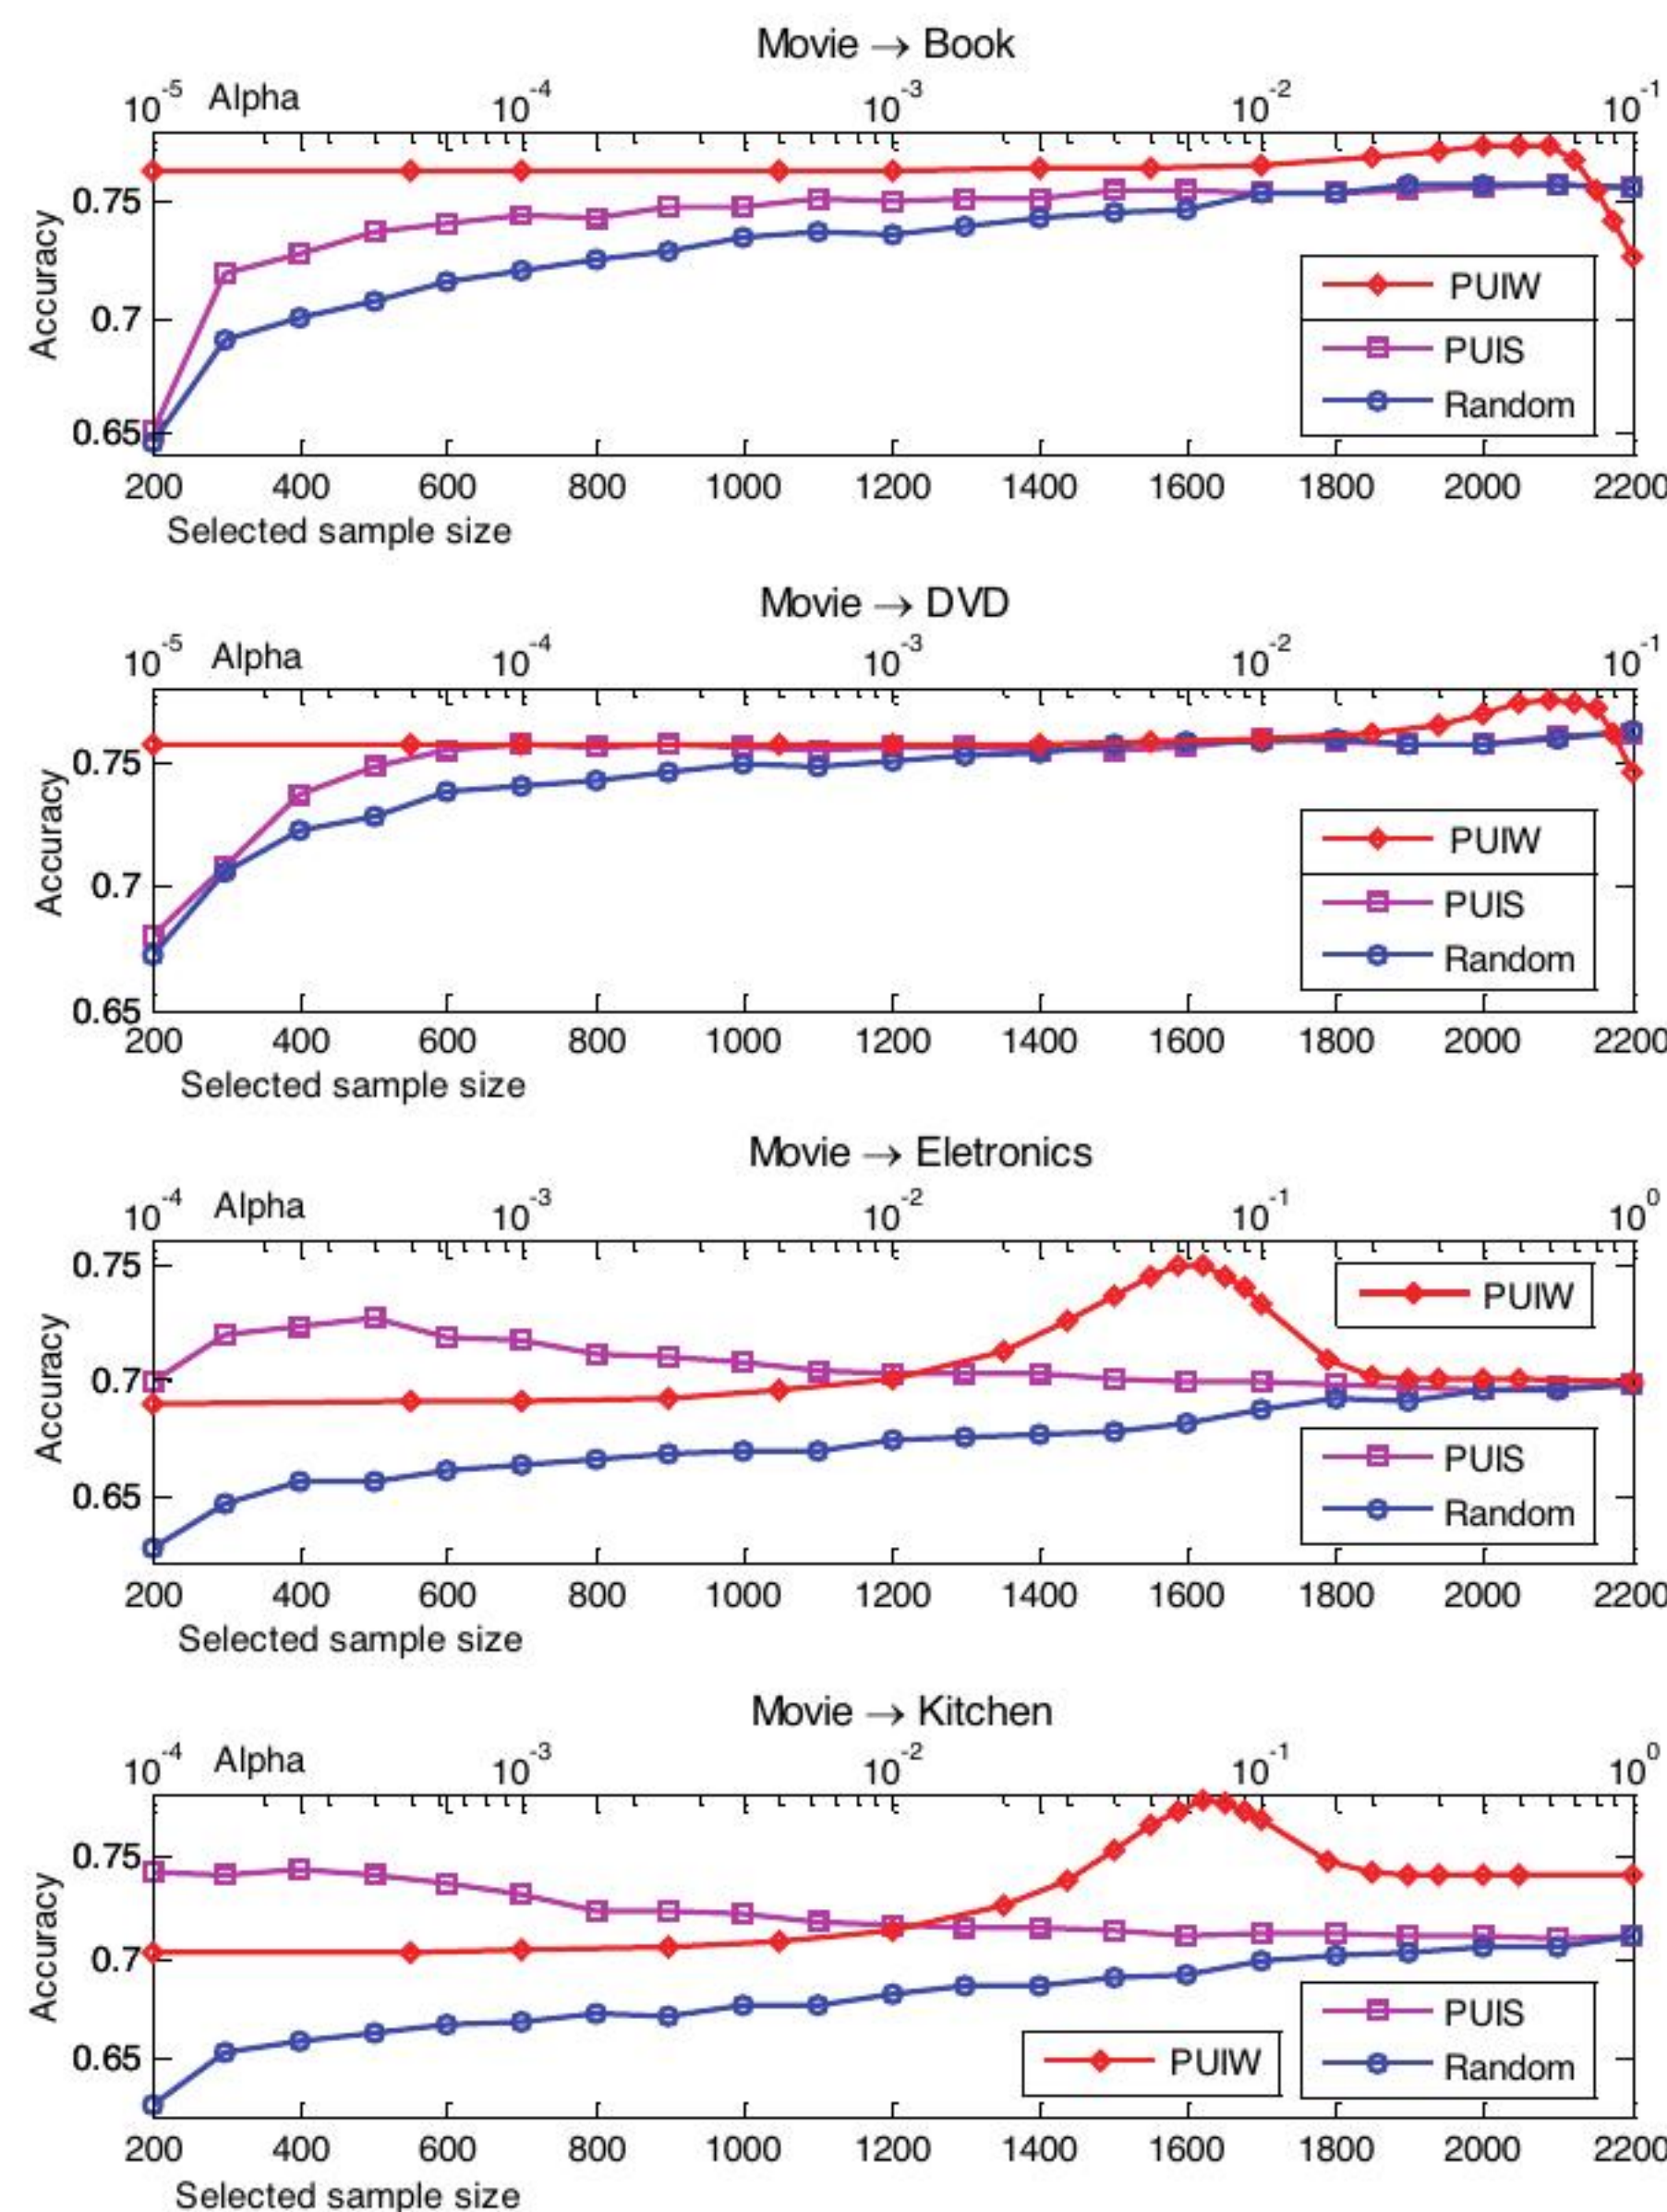 Movie → Book
10^-5 Alpha 10^-4 10^-3 10^-2 10^-1
0.75
0.7
0.65
Accuracy
PUIW
PUIS
Random
200 400 600 800 1000 1200 1400 1600 1800 2000 2200
Selected sample size
Movie → DVD
10^-5 Alpha 10^-4 10^-3 10^-2 10^-1
0.75
0.7
0.65
Accuracy
PUIW
PUIS
Random
200 400 600 800 1000 1200 1400 1600 1800 2000 2200
Selected sample size
Movie → Eletronics
10^-4 Alpha 10^-3 10^-2 10^-1 10^0
0.75
0.7
0.65
Accuracy
PUIW
PUIS
Random
200 400 600 800 1000 1200 1400 1600 1800 2000 2200
Selected sample size
Movie → Kitchen
10^-4 Alpha 10^-3 10^-2 10^-1 10^0
0.75
0.7
0.65
Accuracy
PUIS
PUIW
Random
200 400 600 800 1000 1200 1400 1600 1800 2000 2200
Selected sample size